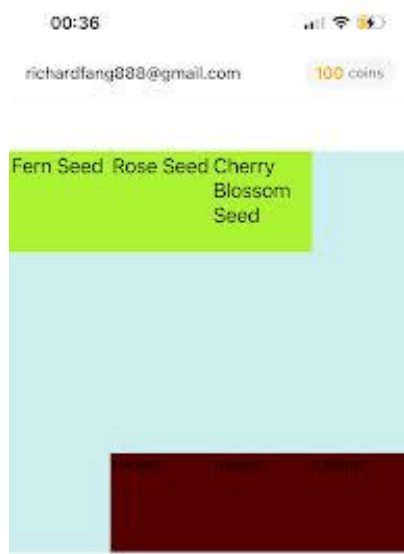 00:36
richardfang888@gmail.com
100 coins
Fern Seed Rose Seed Cherry
Blossom
Seed